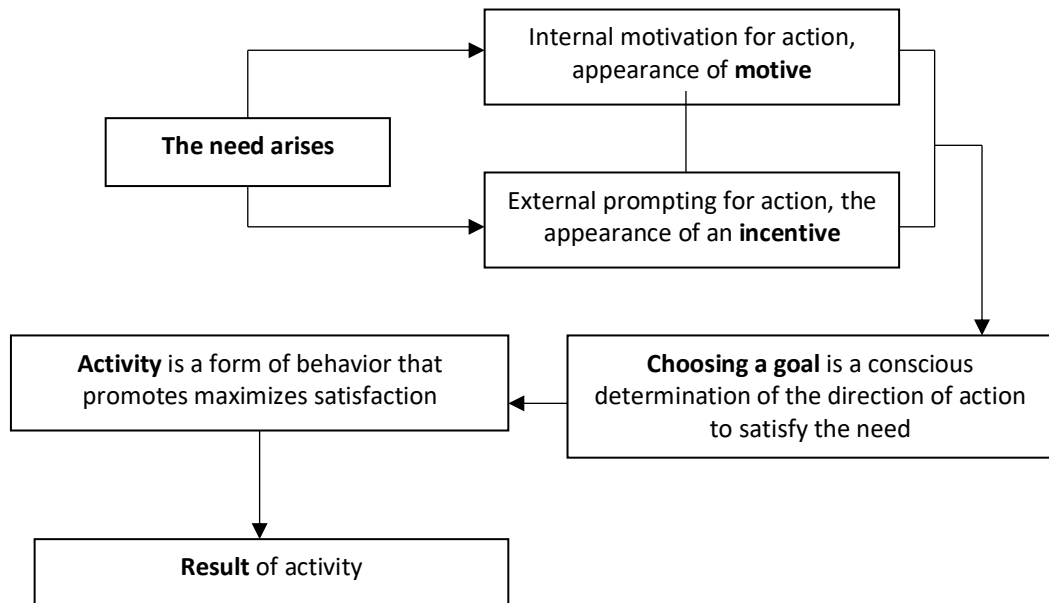 Internal motivation for action,
appearance of motive
The need arises
External prompting for action, the
appearance of an incentive
Activity is a form of behavior that
promotes maximizes satisfaction
Choosing a goal is a conscious
determination of the direction of action
to satisfy the need
Result of activity